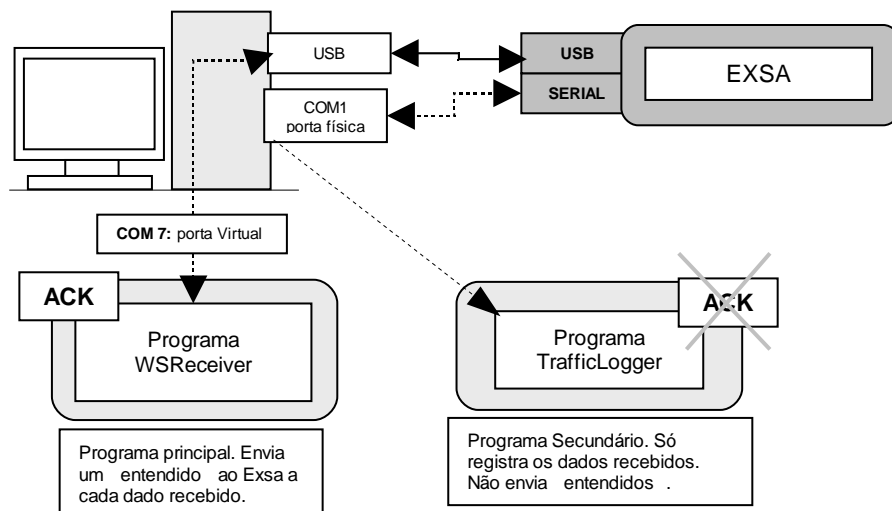 USB
COM1
porta física
USB
SERIAL
EXSA
COM 7: porta Virtual
ACK
Programa
WSReceiver
Programa principal. Envia
um entendido ao Exsa a
cada dado recebido.
ACK
Programa
TrafficLogger
Programa Secundário. Só
registra os dados recebidos.
Não envia entendidos .